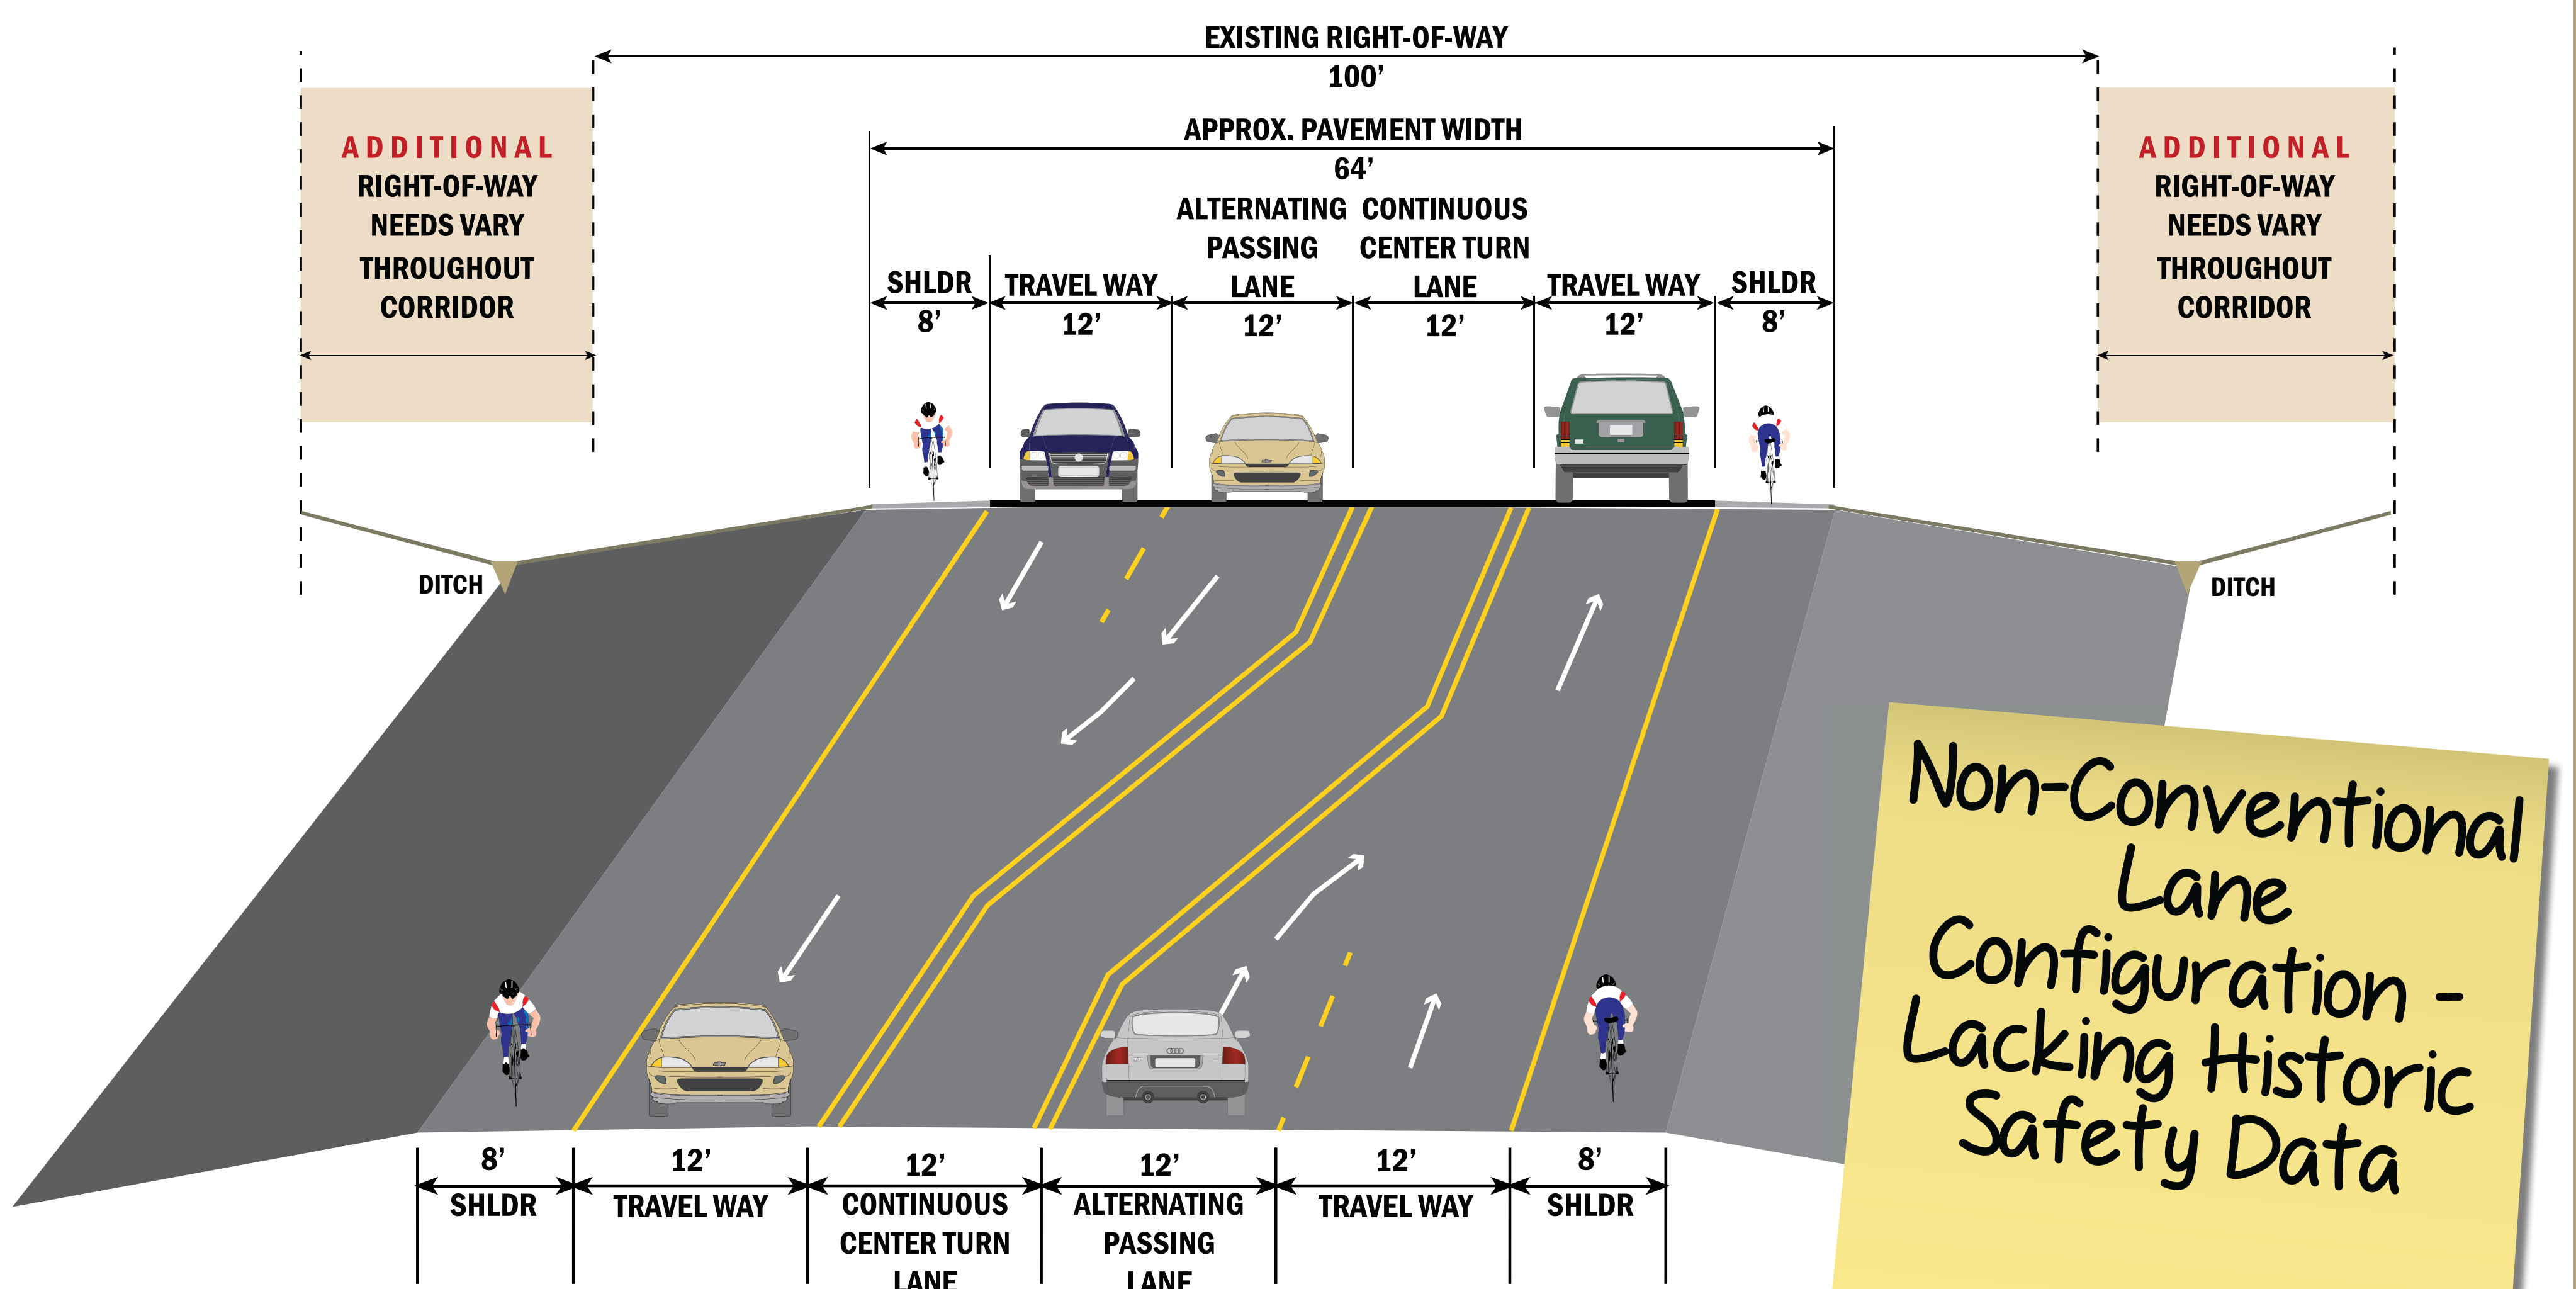 EXISTING RIGHT-OF-WAY
100'
APPROX. PAVEMENT WIDTH
64'
ADDITIONAL
RIGHT-OF-WAY
NEEDS VARY
THROUGHOUT
CORRIDOR
SHLDR
8'
TRAVEL WAY
12'
ALTERNATING
PASSING
LANE
12'
CONTINUOUS
CENTER TURN
LANE
12'
TRAVEL WAY
12'
SHLDR
8'
ADDITIONAL
RIGHT-OF-WAY
NEEDS VARY
THROUGHOUT
CORRIDOR
DITCH
DITCH
Non-Conventional
Lane
Configuration -
Lacking Historic
Safety Data
8'
SHLDR
12'
TRAVEL WAY
12'
CONTINUOUS
CENTER TURN
LANE
12'
ALTERNATING
PASSING
LANE
12'
TRAVEL WAY
8'
SHLDR